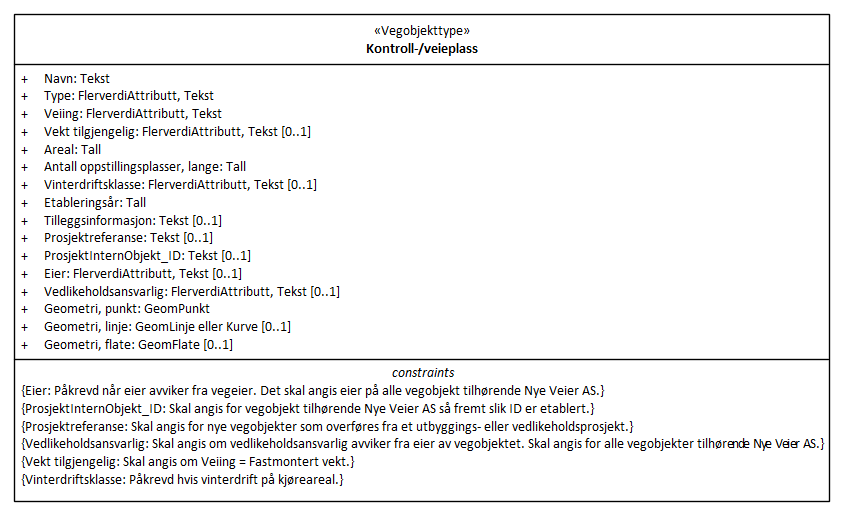 «Vegobjekttype»
Kontroll-/veieplass
+ Navn: Tekst
+ Type: FlerverdiAttributt, Tekst
+ Veiing: FlerverdiAttributt, Tekst
+ Vekt tilgjengelig: FlerverdiAttributt, Tekst [0..1]
+ Areal: Tall
+ Antall oppstillingsplasser, lange: Tall
+ Vinterdriftsklasse: FlerverdiAttributt, Tekst [0..1]
+ Etableringsår: Tall
+ Tilleggsinformasjon: Tekst [0..1]
+ Prosjektreferanse: Tekst [0..1]
+ ProsjektInternObjekt_ID: Tekst [0..1]
+ Eier: FlerverdiAttributt, Tekst [0..1]
+ Vedlikeholdsansvarlig: FlerverdiAttributt, Tekst [0..1]
+ Geometri, punkt: GeomPunkt
+ Geometri, linje: GeomLinje eller Kurve [0..1]
+ Geometri, flate: GeomFlate [0..1]
constraints
{Eier: Påkrevd når eier avviker fra vegeier. Det skal angis eier på alle vegobjekt tilhørende Nye Veier AS.}
{ProsjektInternObjekt_ID: Skal angis for vegobjekt tilhørende Nye Veier AS så fremt slik ID er etablert.}
{Prosjektreferanse: Skal angis for nye vegobjekter som overføres fra et utbyggings- eller vedlikeholdsprosjekt.}
{Vedlikeholdsansvarlig: Skal angis om vedlikeholdsansvarlig avviker fra eier av vegobjektet. Skal angis for alle vegobjekter tilhørende Nye Veier AS.}
{Vekt tilgjengelig: Skal angis om Veiing = Fastmontert vekt.}
{Vinterdriftsklasse: Påkrevd hvis vinterdrift på kjøreareal.}